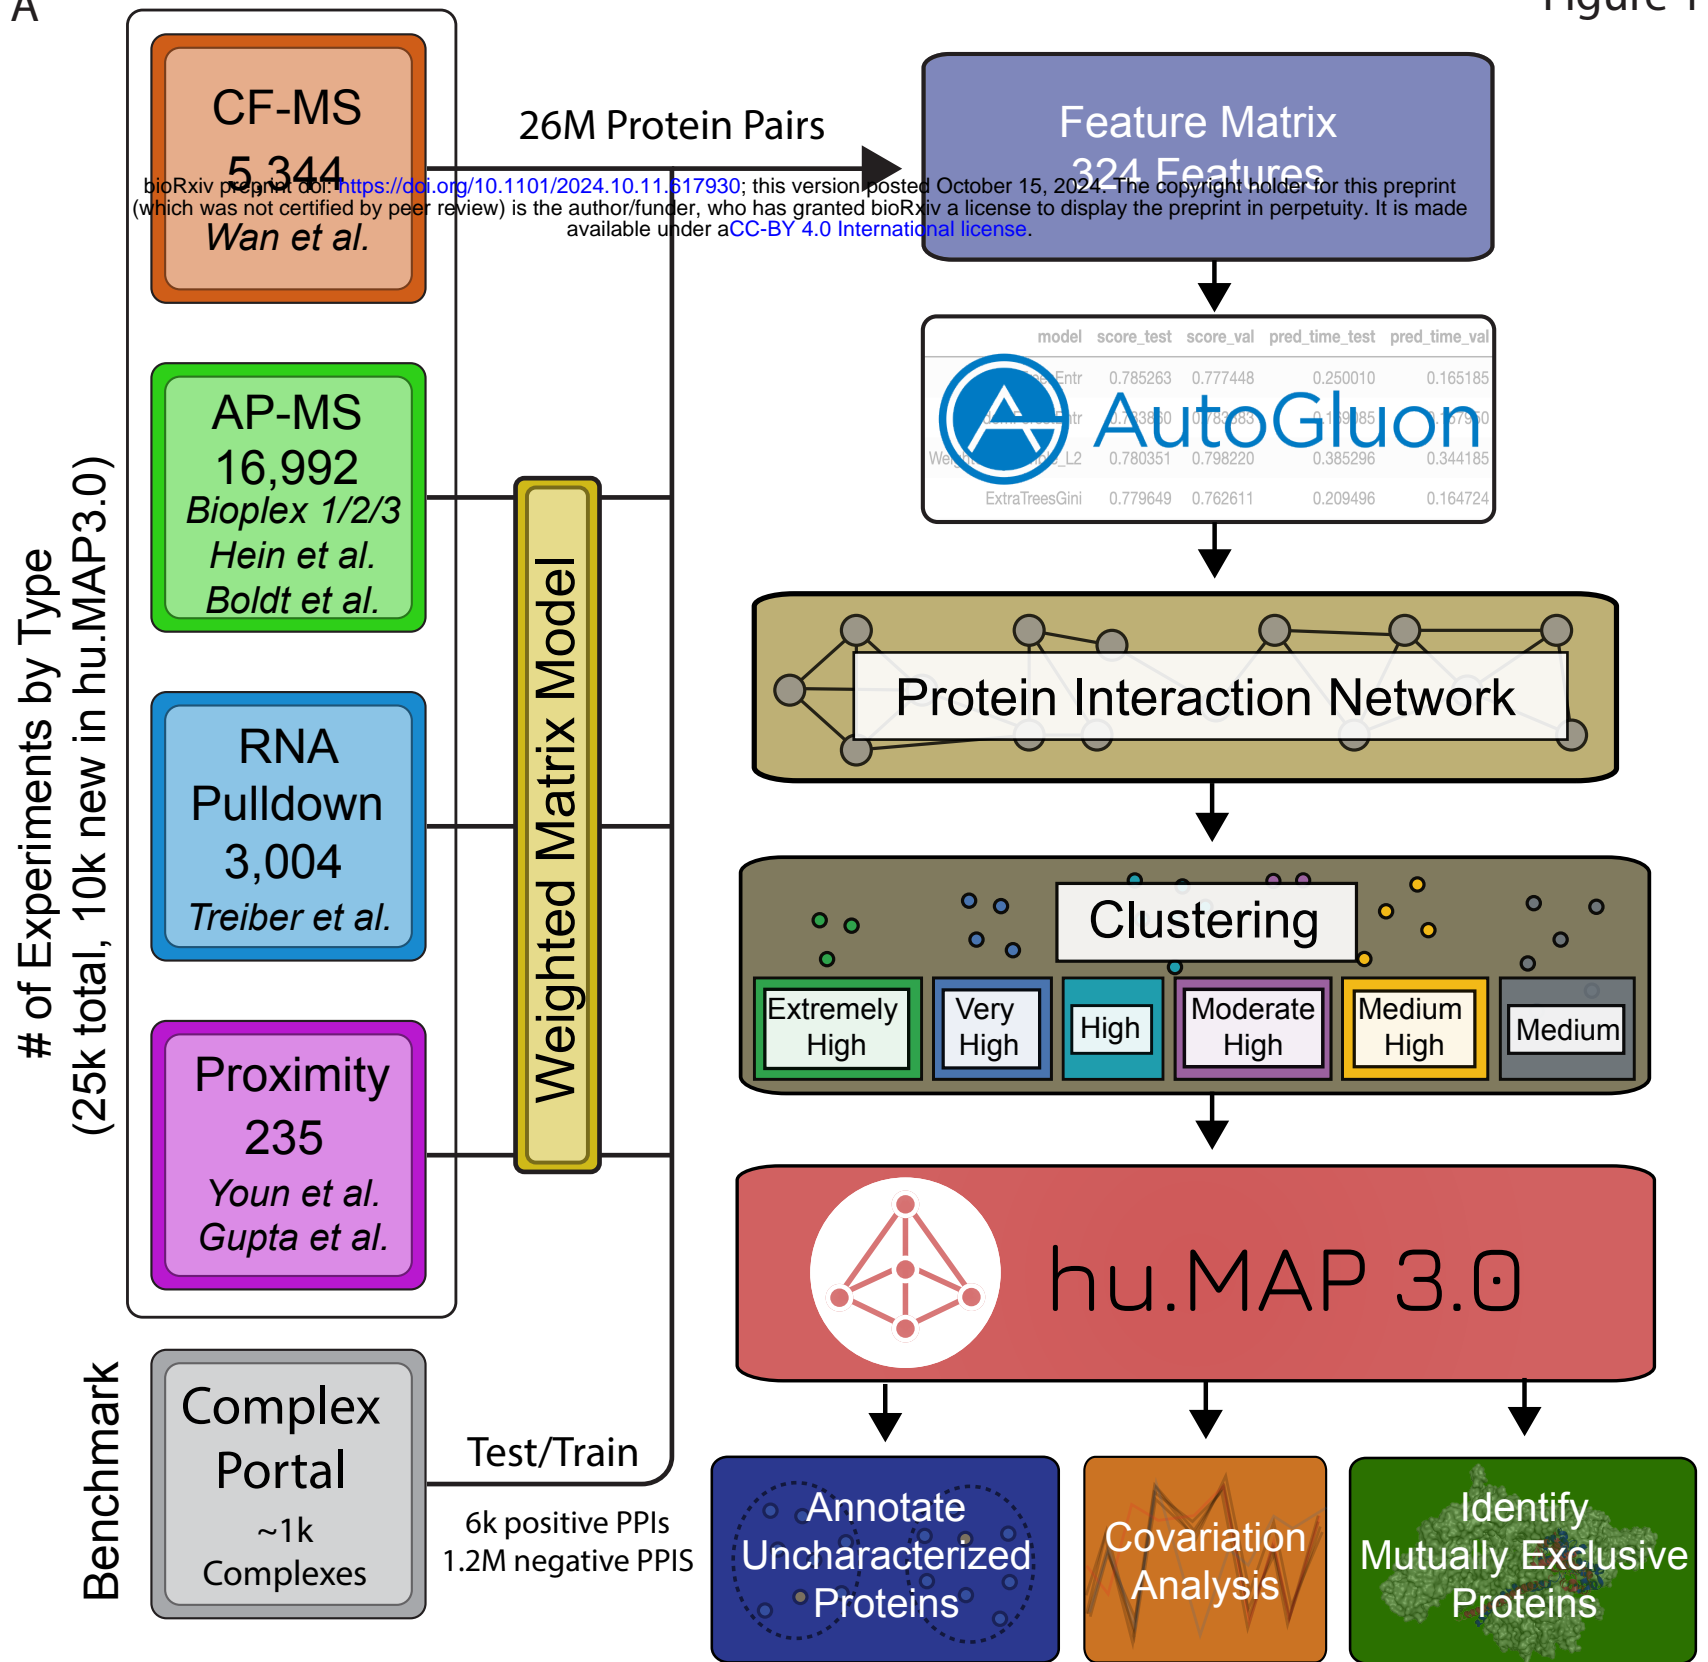 A
Figure 1
CF-MS
5,344
Wan et al.
26M Protein Pairs
Feature Matrix
324 Features
bioRxiv preprint doi: https://doi.org/10.1101/2024.10.11.617930; this version posted October 15, 2024. The copyright holder for this preprint
(which was not certified by peer review) is the author/funder, who has granted bioRxiv a license to display the preprint in perpetuity. It is made
available under aCC-BY 4.0 International license.
AP-MS
16,992
Bioplex 1/2/3
Hein et al.
Boldt et al.
RNA
Pulldown
3,004
Treiber et al.
Proximity
235
Youn et al.
Gupta et al.
# of Experiments by Type
(25k total, 10k new in hu.MAP3.0)
Weighted Matrix Model
Benchmark
Complex
Portal
~1k
Complexes
Test/Train
6k positive PPIs
1.2M negative PPIS
model score_test score_val pred_time_test pred_time_val
0.785263 0.777448 0.250010 0.165185
AutoGluon
0.780351 0.798220 0.385296 0.344185
ExtraTreesGini 0.779649 0.762611 0.209496 0.164724
Protein Interaction Network
Clustering
Extremely
High
Very
High
High
Moderate
High
Medium
High
Medium
hu.MAP 3.0
Annotate
Uncharacterized
Proteins
Covariation
Analysis
Identify
Mutually Exclusive
Proteins